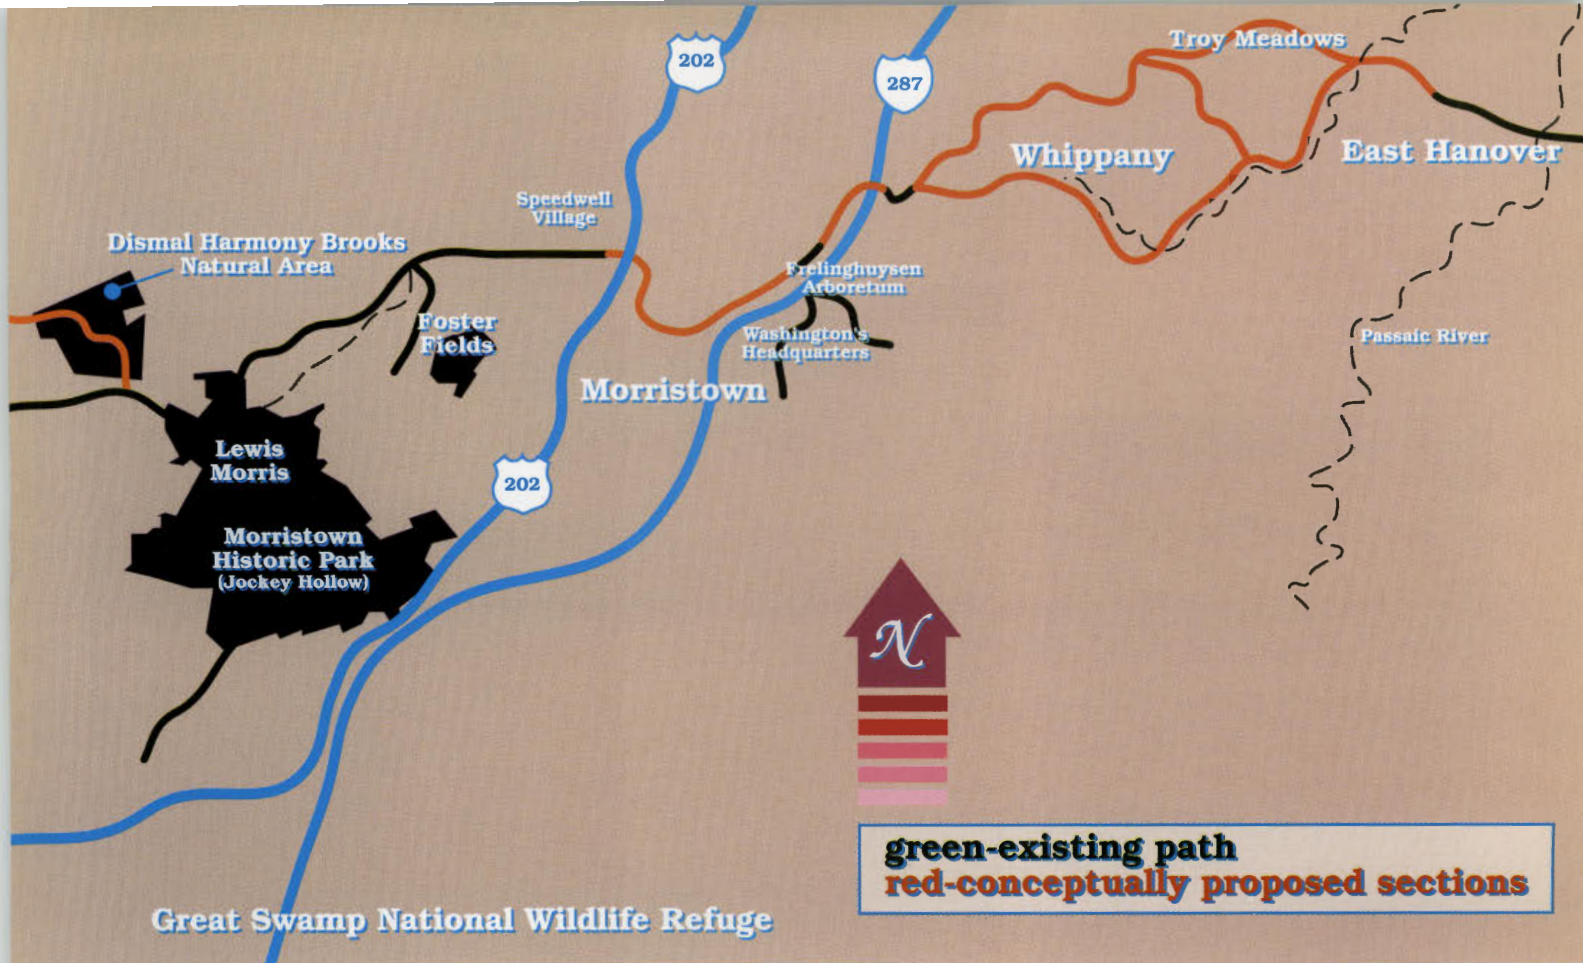 202
287
Troy Meadows
Whippany
East Hanover
Speedwell
Village
Dismal Harmony Brooks
Natural Area
Frelinghuysen
Arboretum
Foster
Fields
Washington's
Headquarters
Passaic River
Morristown
Lewis
Morris
202
Morristown
Historic Park
(Jockey Hollow)
N
green-existing path
red-conceptually proposed sections
Great Swamp National Wildlife Refuge